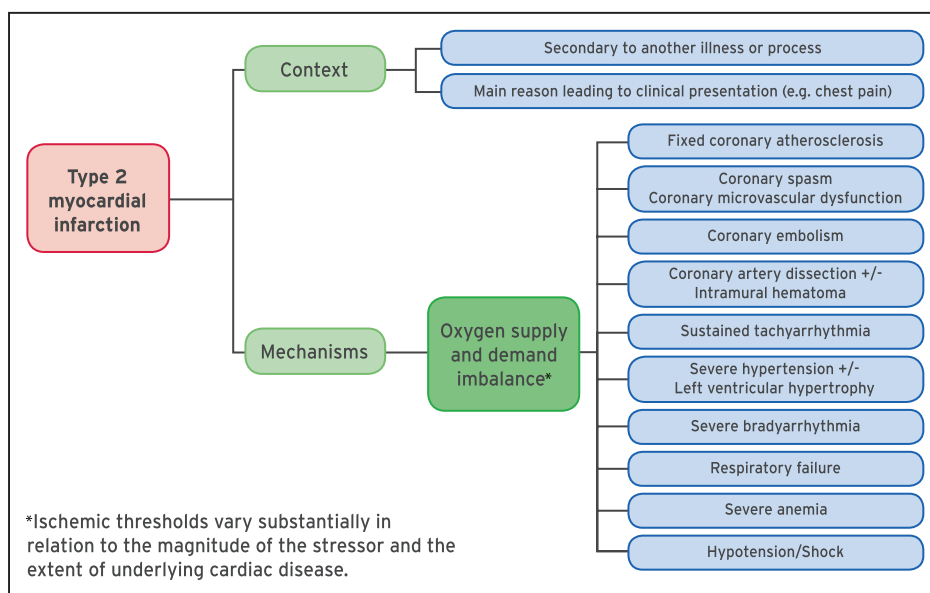 Type 2
myocardial
infarction
Context
Secondary to another illness or process
Main reason leading to clinical presentation (e.g. chest pain)
Mechanisms
Oxygen supply
and demand
imbalance*
Fixed coronary atherosclerosis
Coronary spasm
Coronary microvascular dysfunction
Coronary embolism
Coronary artery dissection +/-
Intramural hematoma
Sustained tachyarrhythmia
Severe hypertension +/-
Left ventricular hypertrophy
Severe bradyarrhythmia
Respiratory failure
Severe anemia
Hypotension/Shock
*Ischemic thresholds vary substantially in
relation to the magnitude of the stressor and the
extent of underlying cardiac disease.